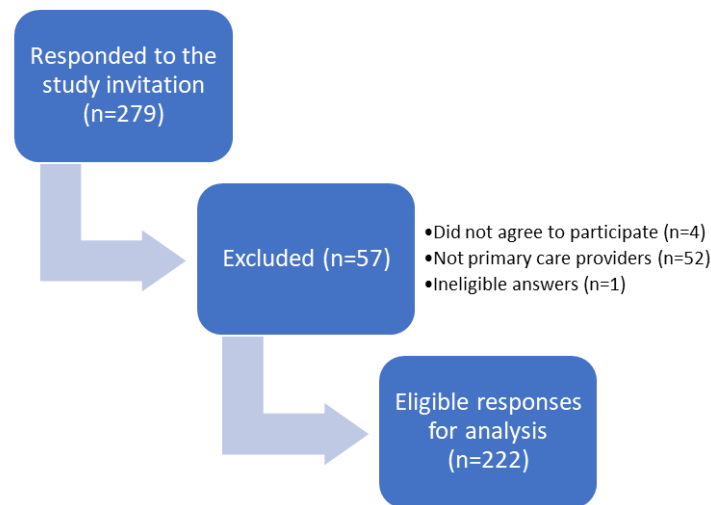 Responded to the
study invitation
(n=279)
Excluded (n=57)
•Did not agree to participate (n=4)
•Not primary care providers (n=52)
•Ineligible answers (n=1)
Eligible responses
for analysis
(n=222)